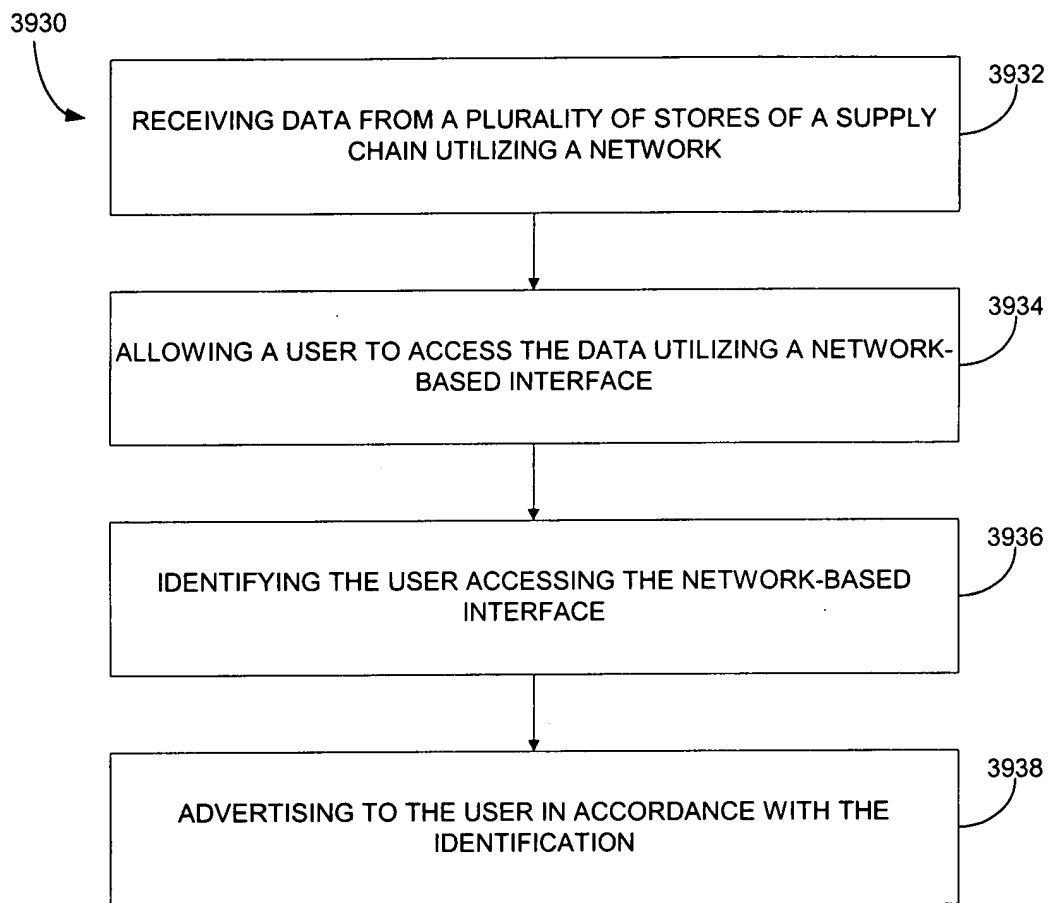 3930
3932
RECEIVING DATA FROM A PLURALITY OF STORES OF A SUPPLY
CHAIN UTILIZING A NETWORK
3934
ALLOWING A USER TO ACCESS THE DATA UTILIZING A NETWORK-
BASED INTERFACE
3936
IDENTIFYING THE USER ACCESSING THE NETWORK-BASED
INTERFACE
3938
ADVERTISING TO THE USER IN ACCORDANCE WITH THE
IDENTIFICATION